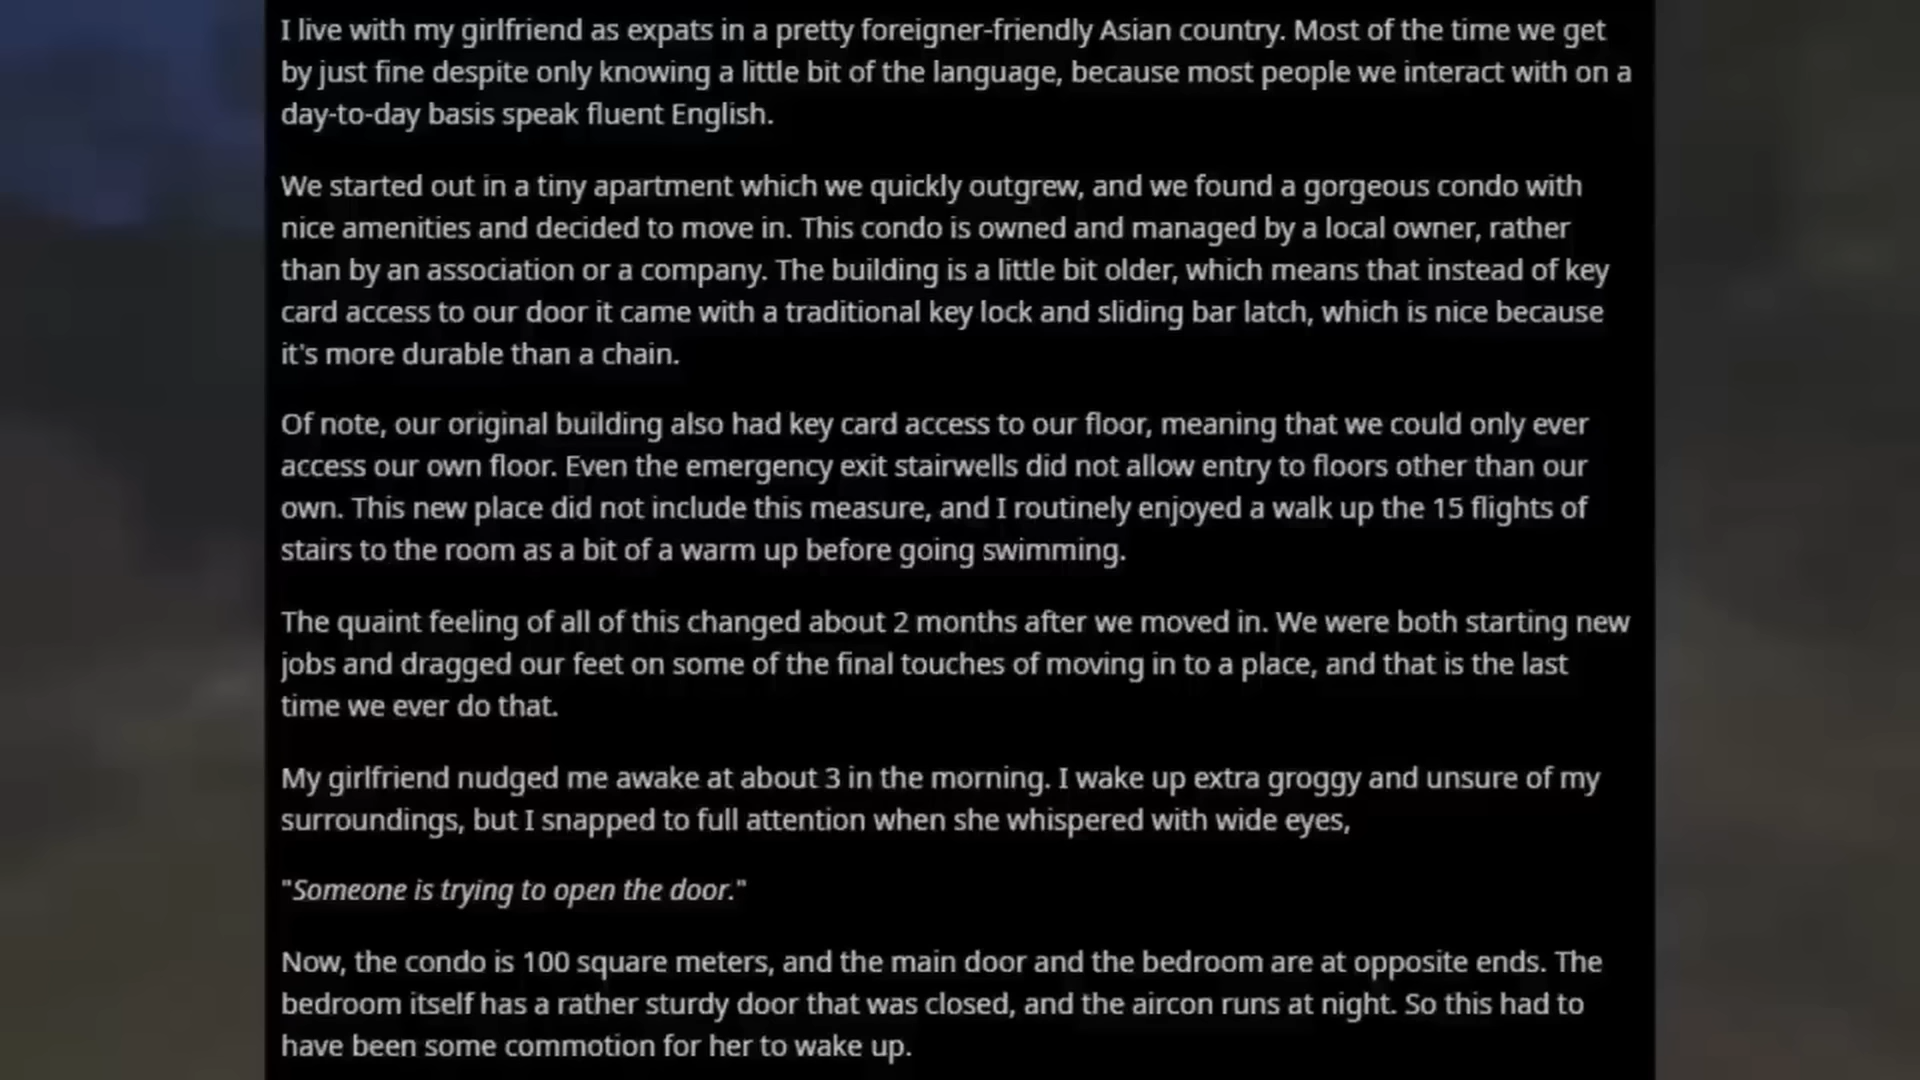 I live with my girlfriend as expats in a pretty foreigner-friendly Asian country. Most of the time we get
by just fine despite only knowing a little bit of the language, because most people we interact with on a
day-to-day basis speak fluent English.
We started out in a tiny apartment which we quickly outgrew, and we found a gorgeous condo with
nice amenities and decided to move in. This condo is owned and managed by a local owner, rather
than by an association or a company. The building is a little bit older, which means that instead of key
card access to our door it came with a traditional key lock and sliding bar latch, which is nice because
it's more durable than a chain.
Of note, our original building also had key card access to our floor, meaning that we could only ever
access our own floor. Even the emergency exit stairwells did not allow entry to floors other than our
own. This new place did not include this measure, and I routinely enjoyed a walk up the 15 flights of
stairs to the room as a bit of a warm up before going swimming.
The quaint feeling of all of this changed about 2 months after we moved in. We were both starting new
jobs and dragged our feet on some of the final touches of moving in to a place, and that is the last
time we ever do that.
My girlfriend nudged me awake at about 3 in the morning. I wake up extra groggy and unsure of my
surroundings, but I snapped to full attention when she whispered with wide eyes,
"Someone is trying to open the door."
Now, the condo is 100 square meters, and the main door and the bedroom are at opposite ends. The
bedroom itself has a rather sturdy door that was closed, and the aircon runs at night. So this had to
have been some commotion for her to wake up.